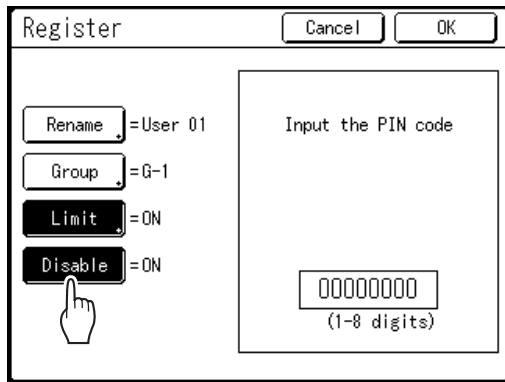 Register
Cancel
OK
Rename =User 01
Group =G-1
Limit =ON
Disable =ON
Input the PIN code
00000000
(1-8 digits)